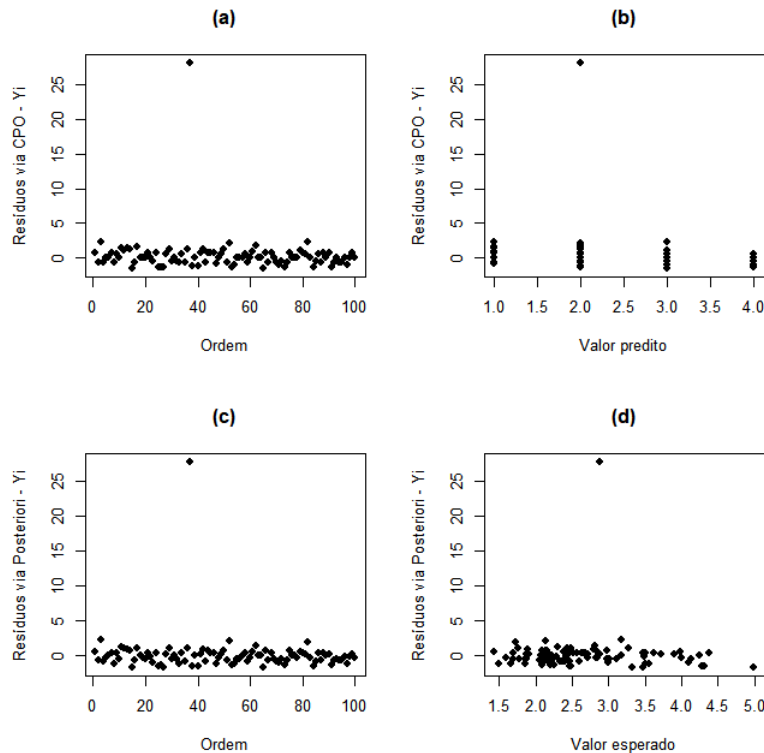 (a)
Resíduos via CPO - Yi
25
20
15
10
5
0
0 20 40 60 80 100
Ordem
(b)
Resíduos via CPO - Yi
25
20
15
10
5
0
1.0 1.5 2.0 2.5 3.0 3.5 4.0
Valor predito
(c)
Resíduos via Posteriori - Yi
25
20
15
10
5
0
0 20 40 60 80 100
Ordem
(d)
Resíduos via Posteriori - Yi
25
20
15
10
5
0
1.5 2.0 2.5 3.0 3.5 4.0 4.5 5.0
Valor esperado